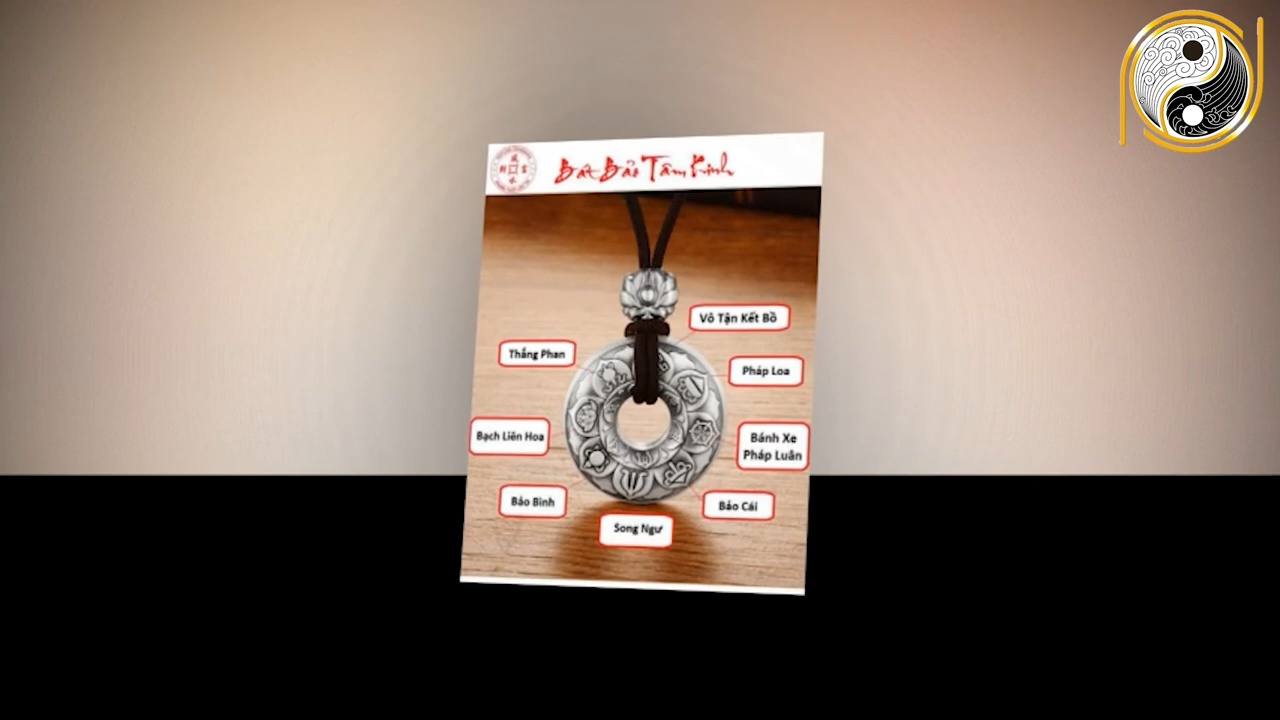 Bát Bảo Tâm Kinh
Vô Tận Kết Bồ
Thắng Phan
Pháp Loa
Bạch Liên Hoa
Bánh Xe
Pháp Luân
Bảo Bình
Bảo Cái
Song Ngư